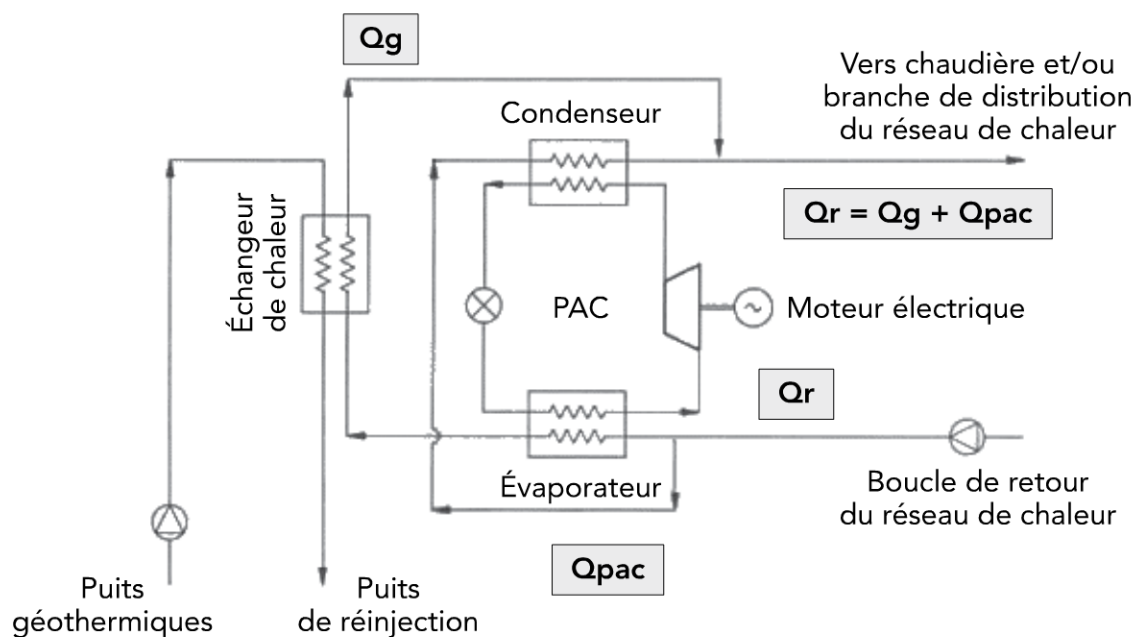 Qg
Vers chaudière et/ou
branche de distribution
du réseau de chaleur
Condenseur
Qr = Qg + Qpac
Échangeur
de chaleur
PAC
Moteur électrique
Qr
Évaporateur
Boucle de retour
du réseau de chaleur
Qpac
Puits
géothermiques
Puits
de réinjection